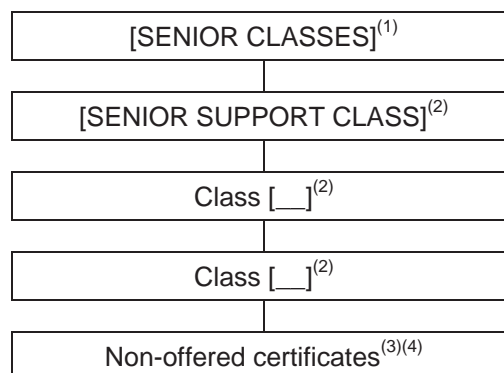 [SENIOR CLASSES](1)
[SENIOR SUPPORT CLASS](2)
Class [__](2)
Class [__](2)
Non-offered certificates(3)(4)